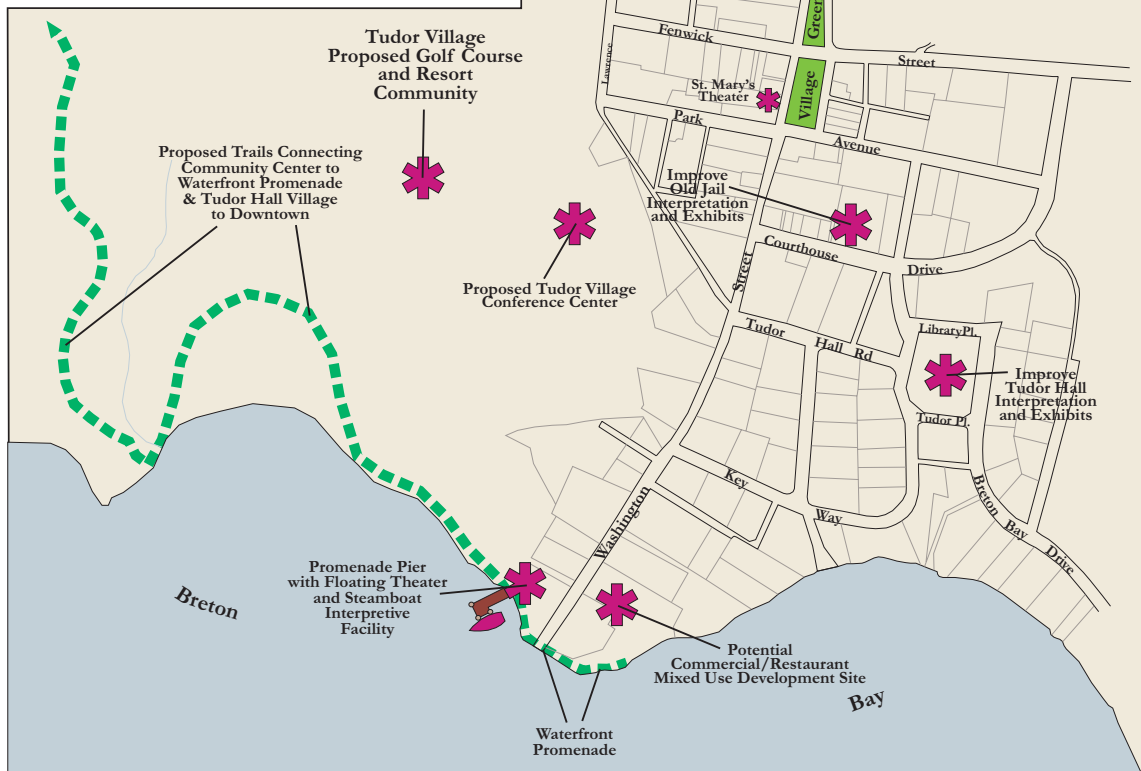 Green
Fenwick
Street
Lawrence
St. Mary's
Theater
Village
Park
Avenue
Tudor Village
Proposed Golf Course
and Resort
Community
Proposed Trails Connecting
Community Center to
Waterfront Promenade
& Tudor Hall Village
to Downtown
Improve
Old Jail
Interpretation
and Exhibits
Courthouse
Drive
Street
Proposed Tudor Village
Conference Center
Tudor
Hall Rd
Library Pl.
Improve
Tudor Hall
Interpretation
and Exhibits
Tudor Pl.
Key
Way
Washington
Breton
Bay
Drive
Promenade Pier
with Floating Theater
and Steamboat
Interpretive
Facility
Breton
Potential
Commercial/Restaurant
Mixed Use Development Site
Bay
Waterfront
Promenade